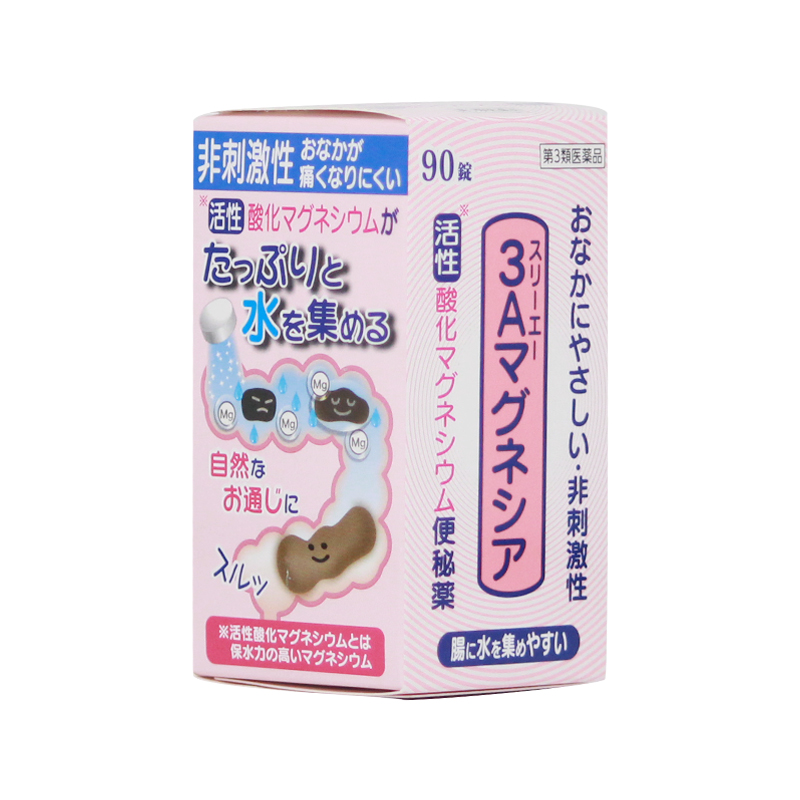 非刺激性
おなかが
痛くなりにくい
※活性 酸化マグネシウムが
たっぷりと
水を集める
Mg
Mg
Mg
Mg
自然な
お通じに
スルッ
※活性酸化マグネシウムとは
保水力の高いマグネシウム
90錠
第3類医薬品
おなかにやさしい・非刺激性
スリーエー
3Aマグネシア
※活性 酸化マグネシウム便秘薬
腸に水を集めやすい